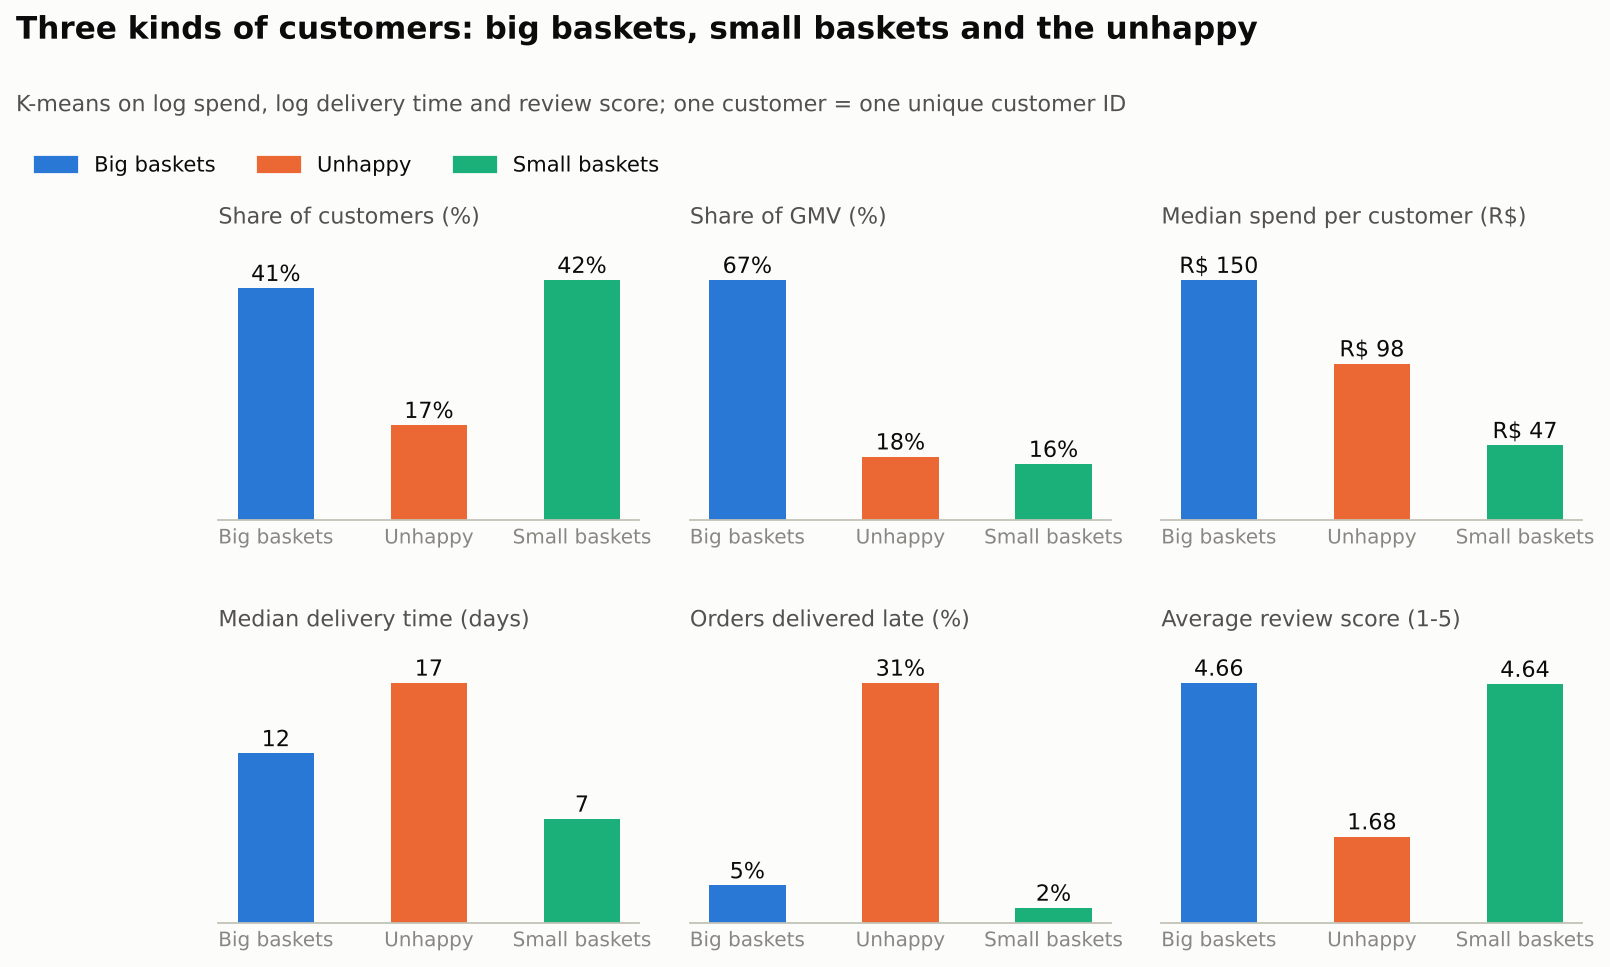 Three kinds of customers: big baskets, small baskets and the unhappy
K-means on log spend, log delivery time and review score; one customer = one unique customer ID
Big baskets Unhappy Small baskets
Share of customers (%)
41%
17%
42%
Big baskets Unhappy Small baskets
Share of GMV (%)
67%
18%
16%
Big baskets Unhappy Small baskets
Median spend per customer (R$)
R$ 150
R$ 98
R$ 47
Big baskets Unhappy Small baskets
Median delivery time (days)
12
17
7
Big baskets Unhappy Small baskets
Orders delivered late (%)
5%
31%
2%
Big baskets Unhappy Small baskets
Average review score (1-5)
4.66
1.68
4.64
Big baskets Unhappy Small baskets